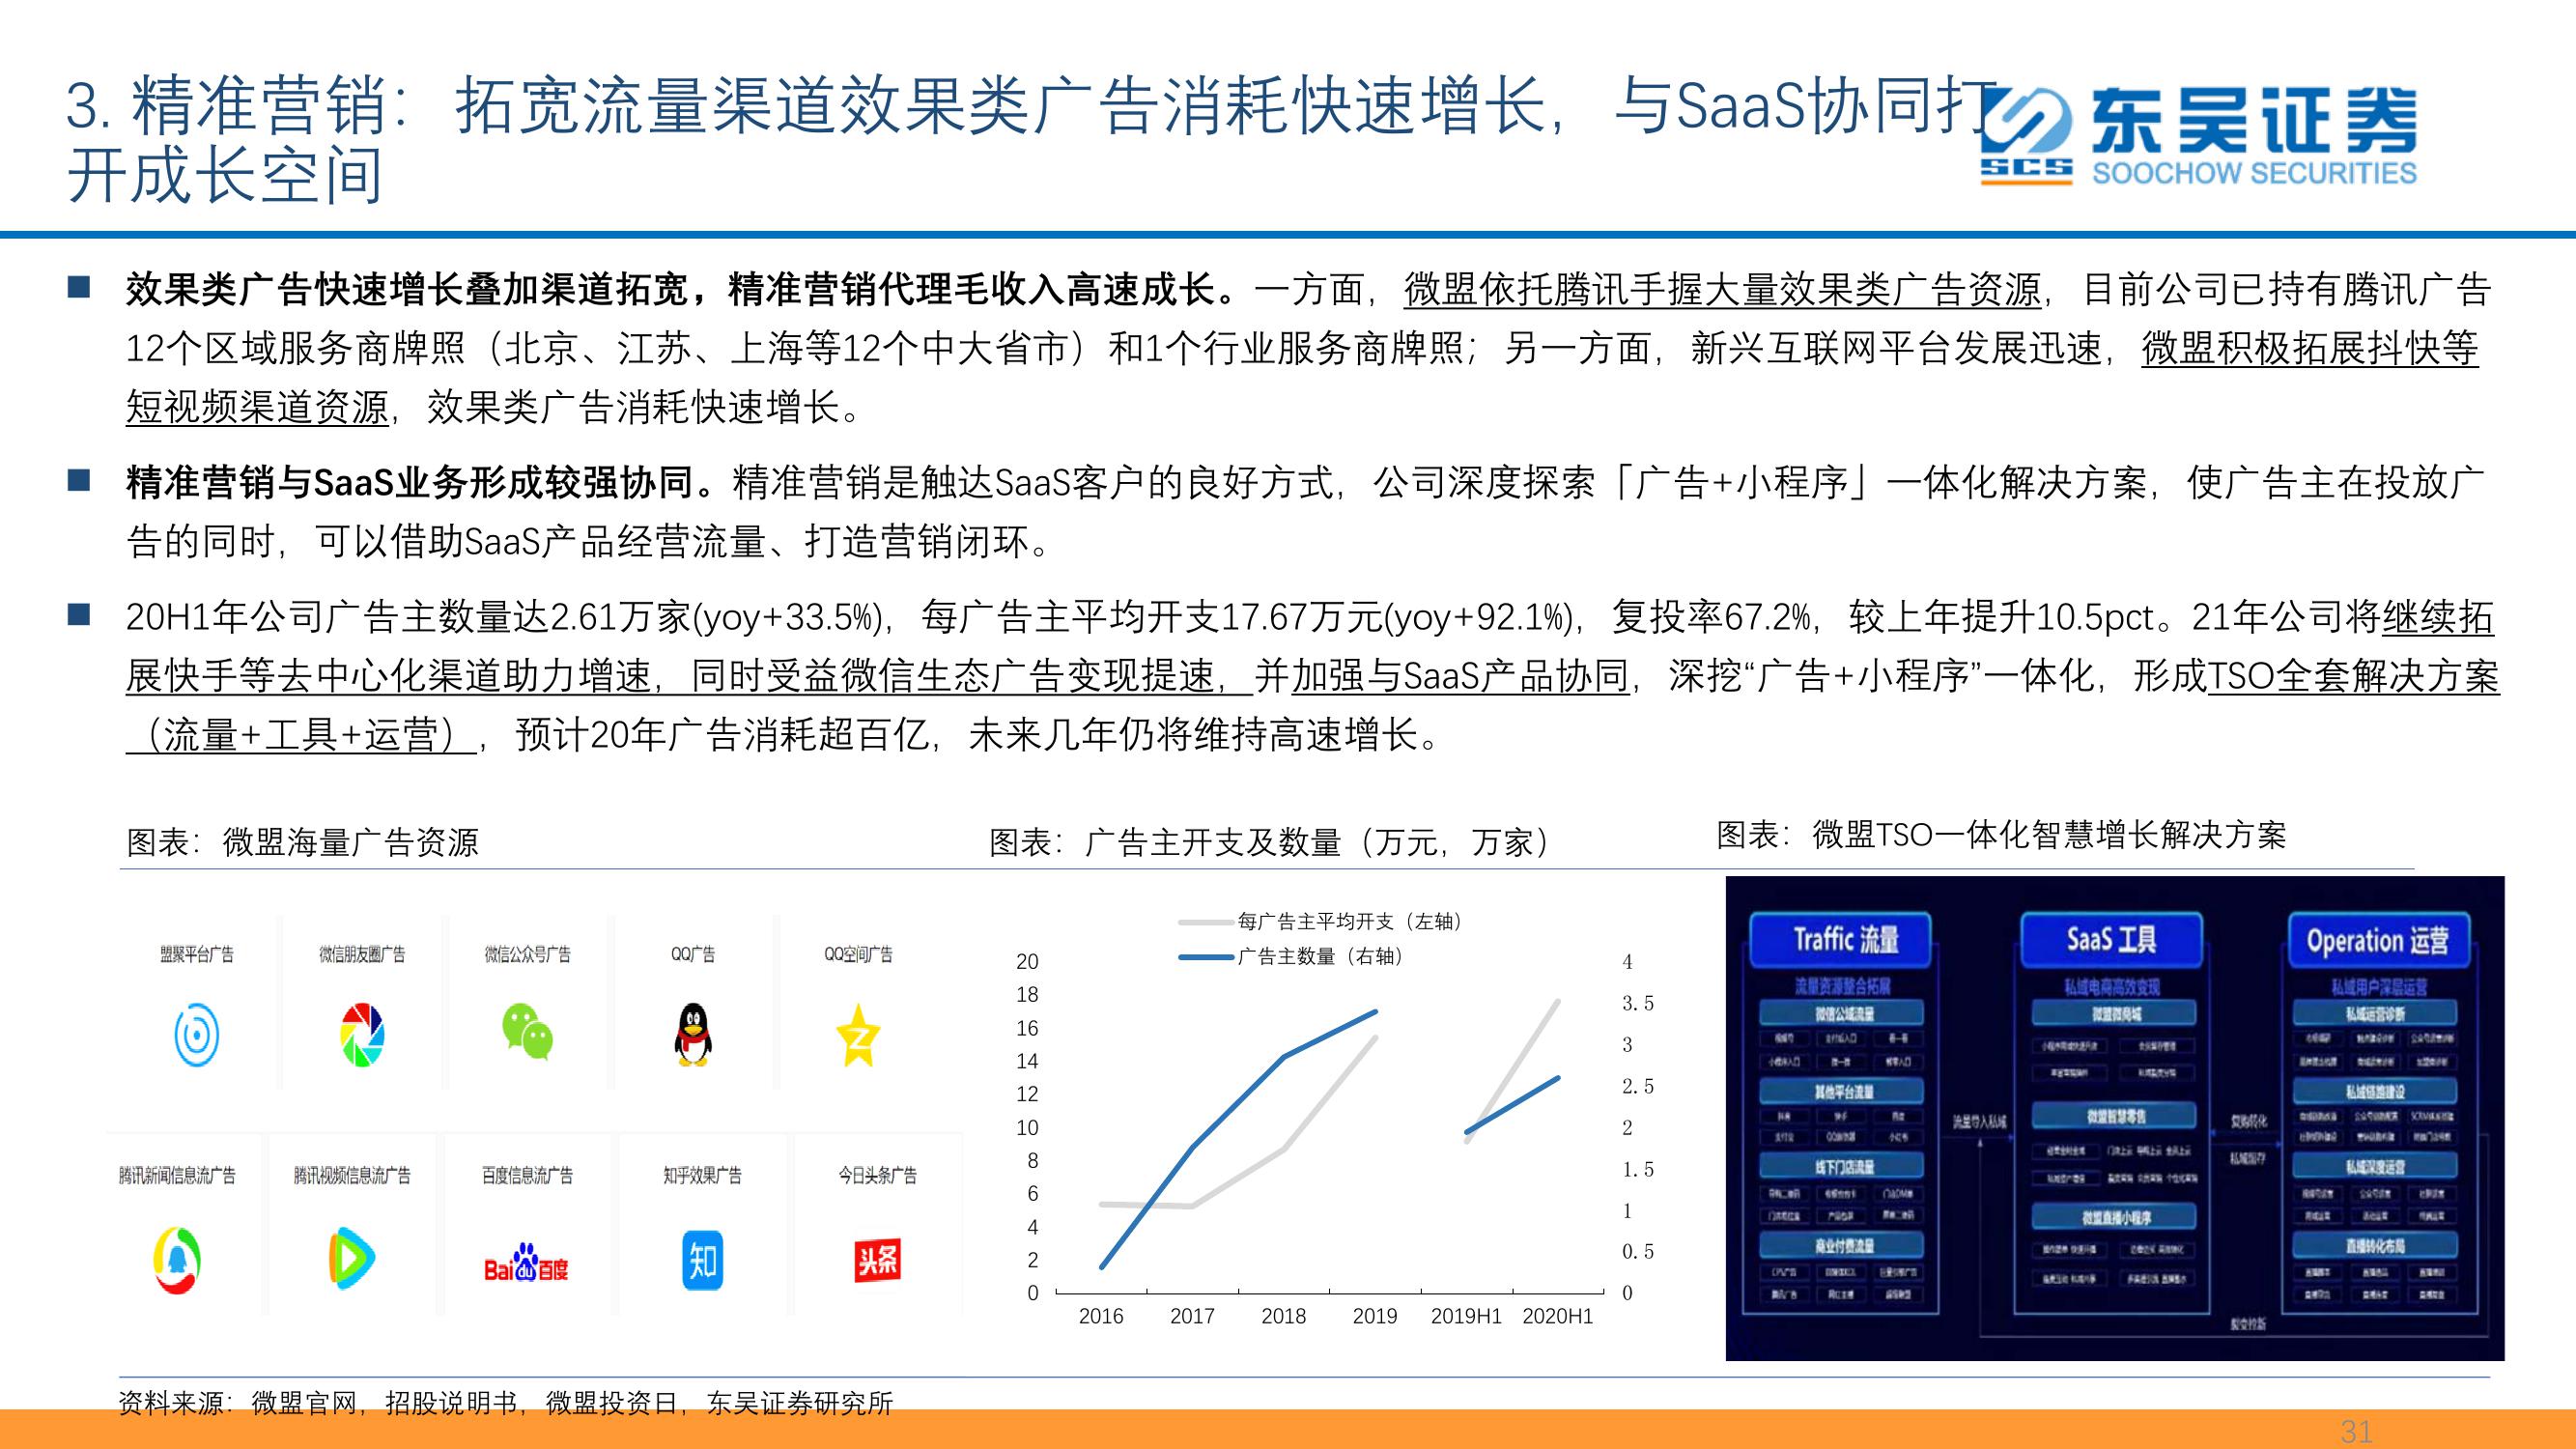 3. 精准营销：拓宽流量渠道效果类广告消耗快速增长，与SaaS协同打
开成长空间
SCS
东吴证券
SOOCHOW SECURITIES
效果类广告快速增长叠加渠道拓宽，精准营销代理毛收入高速成长。一方面，微盟依托腾讯手握大量效果类广告资源，目前公司已持有腾讯广告
12个区域服务商牌照（北京、江苏、上海等12个中大省市）和1个行业服务商牌照；另一方面，新兴互联网平台发展迅速，微盟积极拓展抖快等
短视频渠道资源，效果类广告消耗快速增长。
精准营销与SaaS业务形成较强协同。精准营销是触达SaaS客户的良好方式，公司深度探索「广告+小程序」一体化解决方案，使广告主在投放广
告的同时，可以借助SaaS产品经营流量、打造营销闭环。
20H1年公司广告主数量达2.61万家(yoy+33.5%)，每广告主平均开支17.67万元(yoy+92.1%)，复投率67.2%，较上年提升10.5pct。21年公司将继续拓
展快手等去中心化渠道助力增速，同时受益微信生态广告变现提速，并加强与SaaS产品协同，深挖“广告+小程序”一体化，形成TSO全套解决方案
（流量+工具+运营），预计20年广告消耗超百亿，未来几年仍将维持高速增长。
图表：微盟海量广告资源
盟聚平台广告 微信朋友圈广告 微信公众号广告 QQ广告 QQ空间广告
腾讯新闻信息流广告 腾讯视频信息流广告 百度信息流广告 知乎效果广告 今日头条广告
Bai du 百度 知 头条
图表：广告主开支及数量（万元，万家）
每广告主平均开支（左轴）
广告主数量（右轴）
20
18
16
14
12
10
8
6
4
2
0
4
3.5
3
2.5
2
1.5
1
0.5
0
2016 2017 2018 2019 2019H1 2020H1
图表：微盟TSO一体化智慧增长解决方案
Traffic 流量
流量资源整合拓展
微信公域流量
其他平台流量
线下门店流量
商业付费流量
流量导入私域
SaaS 工具
私域电商高效变现
微盟微商城
微盟智慧零售
微盟直播小程序
复购转化
私域留存
Operation 运营
私域用户深层运营
私域运营诊断
私域链路建设
私域深度运营
直播转化布局
裂变拉新
资料来源：微盟官网，招股说明书，微盟投资日，东吴证券研究所
31